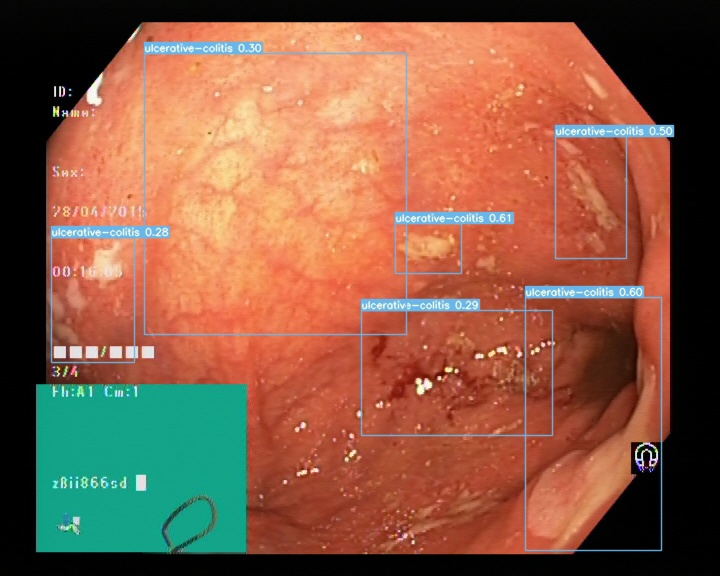 ulcerative-colitis 0.30
ID:
Name:
ulcerative-colitis 0.50
Sex:
28/04/2015
ulcerative-colitis 0.61
ulcerative-colitis 0.28
00:16:05
ulcerative-colitis 0.60
ulcerative-colitis 0.29
3/4
Ph:A1 Cm:1
z8ii866sd